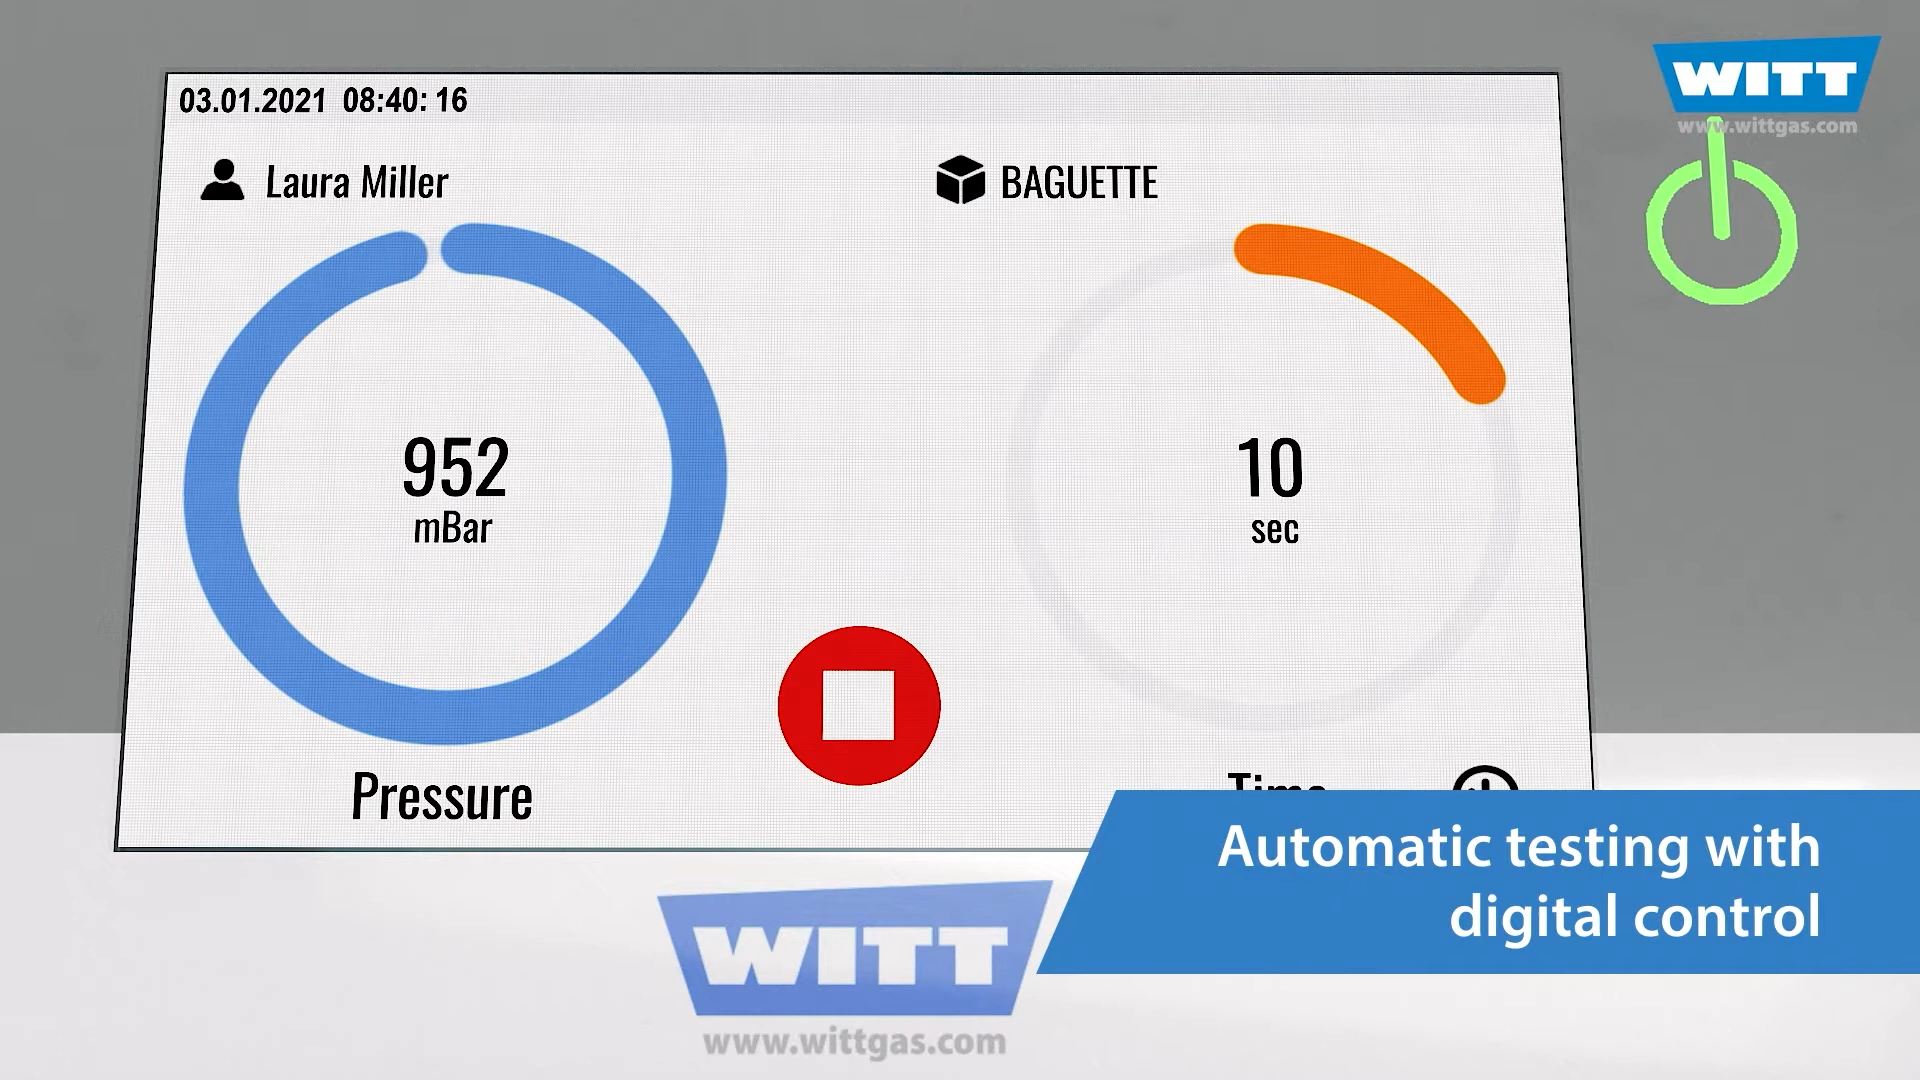 03.01.2021 08:40:16
WITT
www.wittgas.com
Laura Miller
BAGUETTE
952
mBar
10
sec
Pressure
Time
Automatic testing with
digital control
WITT
www.wittgas.com